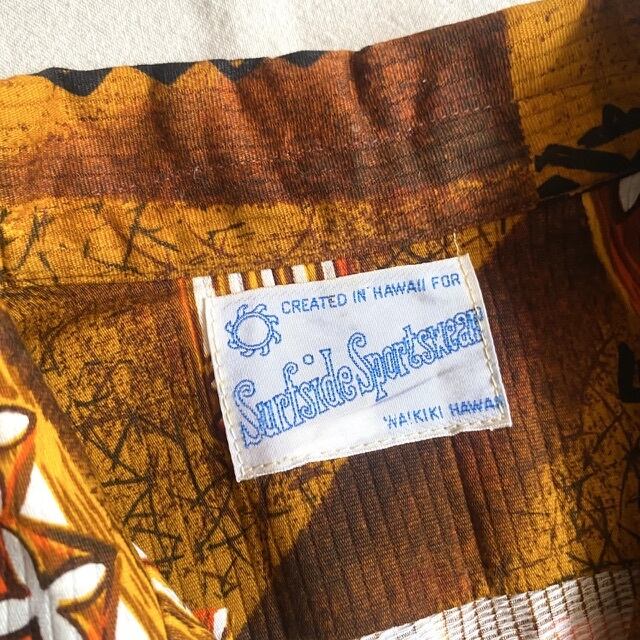 CREATED IN HAWAII FOR
Surfside Sportswear
WAIKIKI HAWAII